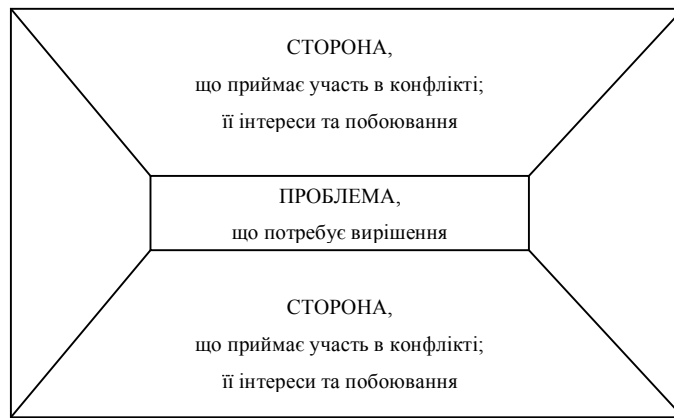 СТОРОНА,
що приймає участь в конфлікті;
її інтереси та побоювання
ПРОБЛЕМА,
що потребує вирішення
СТОРОНА,
що приймає участь в конфлікті;
її інтереси та побоювання